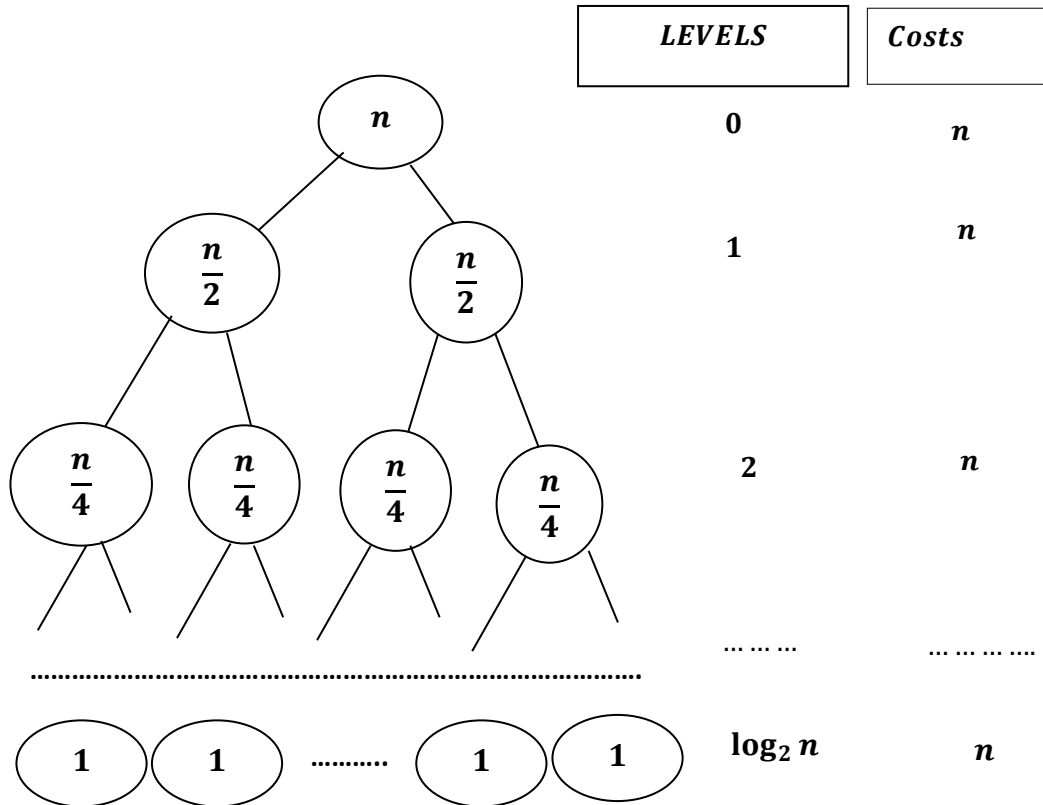 LEVELS Costs
n 0 n
n/2 n/2 1 n
n/4 n/4 n/4 n/4 2 n
… … … … … … ….
……………………………………………………………………………….
1 1 ……….. 1 1 log₂ n n